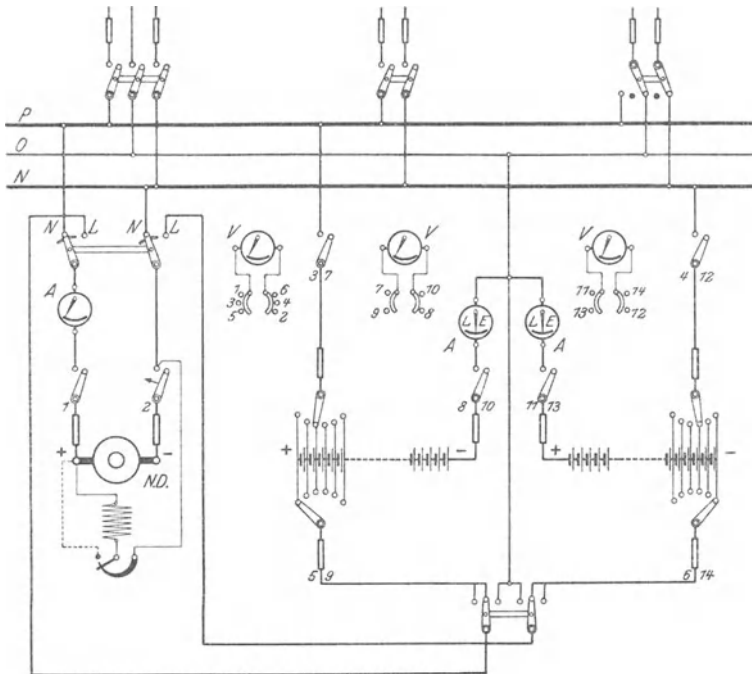 P
O
N
N L N L
V V V
3 7 4 12
1 6 7 10 11 14
3 4
5 2 9 8 13 12
A
L E L E
A A
1 2
8 10 11 13
+ - + - + -
N.D.
5 9 6 14